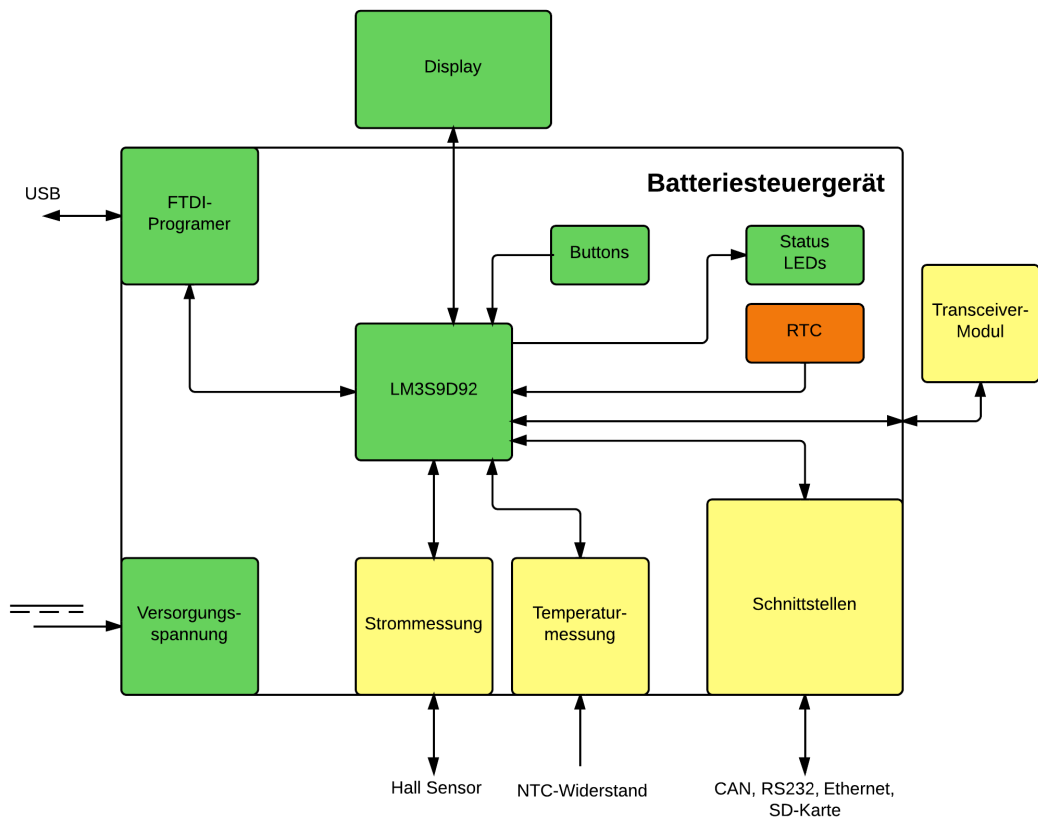 Display
Batteriesteuergerät
USB
FTDI-
Programer
Buttons
Status
LEDs
RTC
Transceiver-
Modul
LM3S9D92
Versorgungs-
spannung
Strommessung
Temperatur-
messung
Schnittstellen
Hall Sensor
NTC-Widerstand
CAN, RS232, Ethernet,
SD-Karte